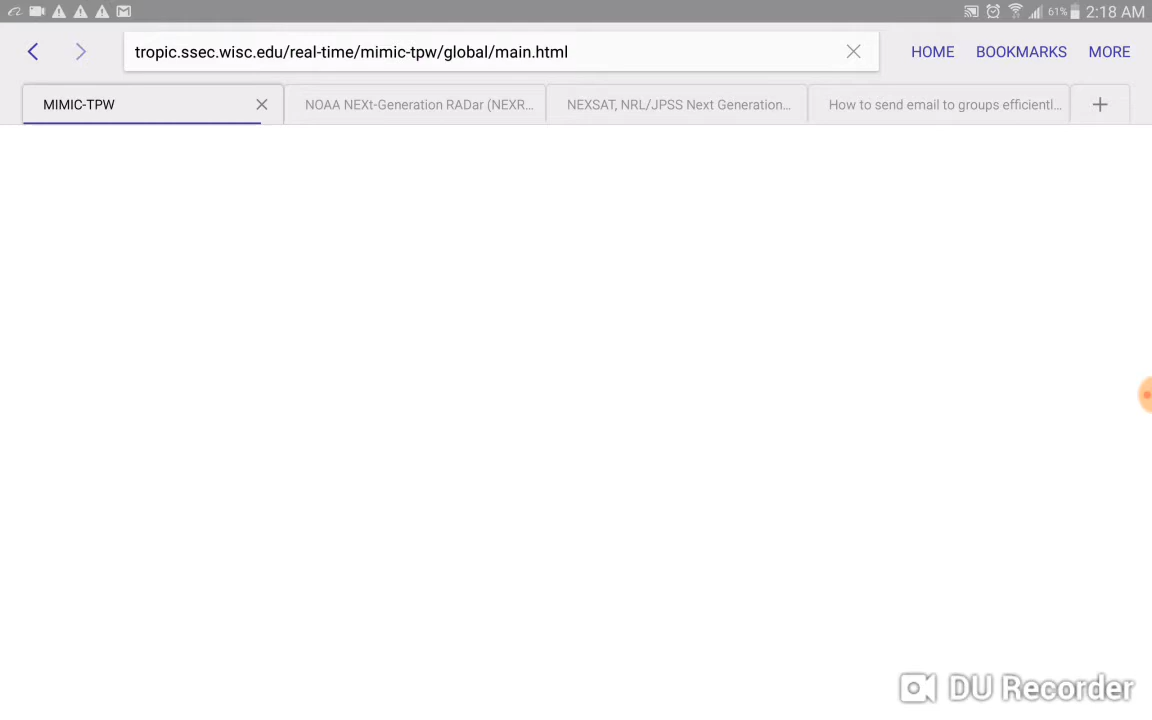 61% 2:18 AM
tropic.ssec.wisc.edu/real-time/mimic-tpw/global/main.html HOME BOOKMARKS MORE
MIMIC-TPW NOAA NEXt-Generation RADar (NEXR... NEXSAT, NRL/JPSS Next Generation... How to send email to groups efficientl...
DU Recorder